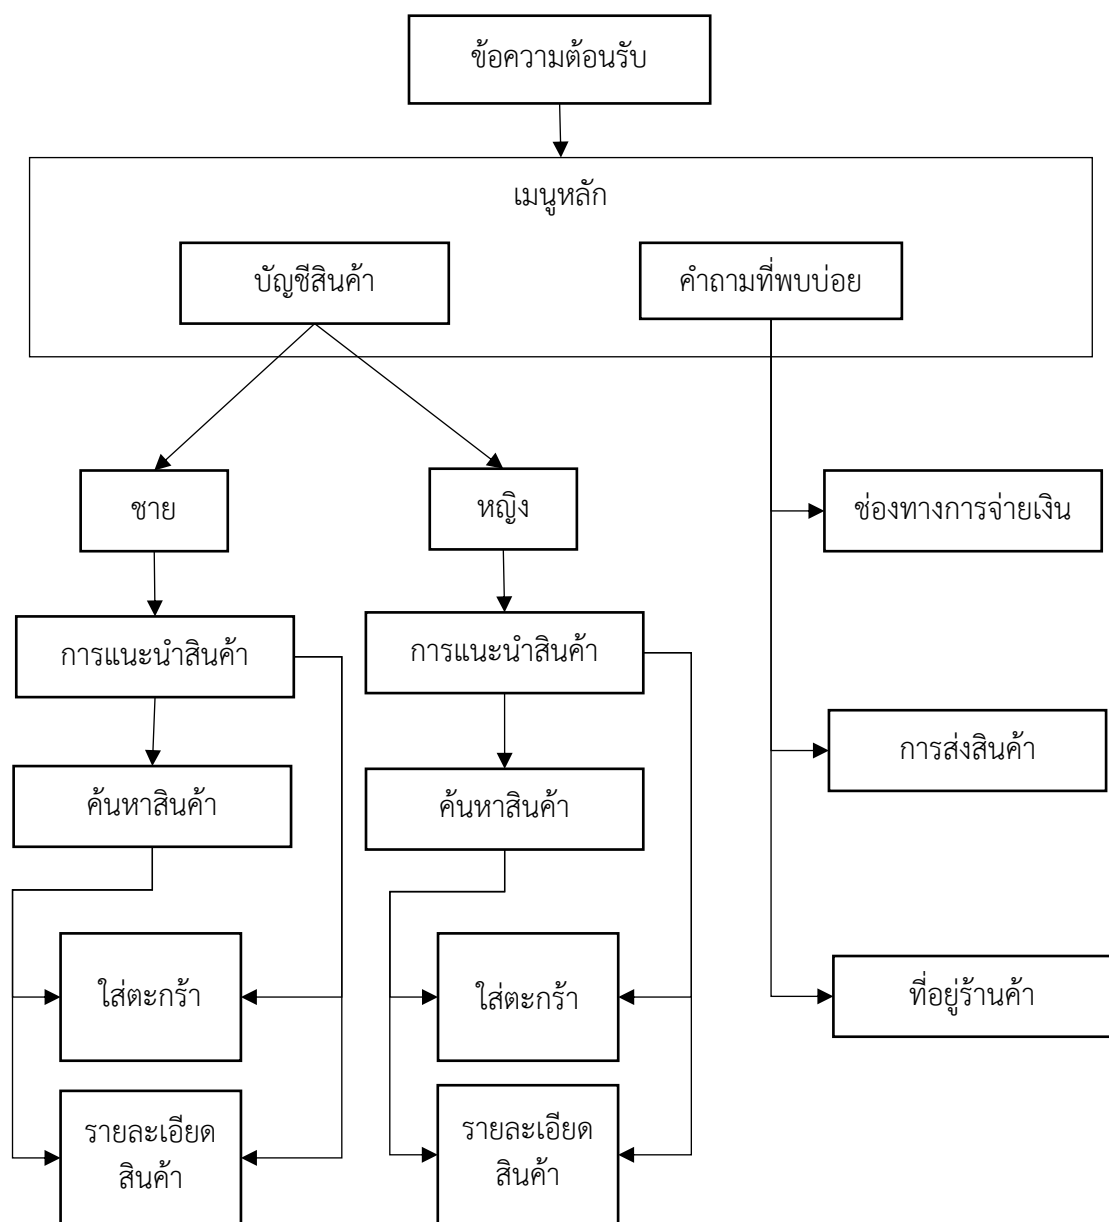 ข้อความต้อนรับ
เมนูหลัก
บัญชีสินค้า
คำถามที่พบบ่อย
ชาย
หญิง
ช่องทางการจ่ายเงิน
การแนะนำสินค้า
การแนะนำสินค้า
การส่งสินค้า
ค้นหาสินค้า
ค้นหาสินค้า
ใส่ตะกร้า
ใส่ตะกร้า
ที่อยู่ร้านค้า
รายละเอียด
สินค้า
รายละเอียด
สินค้า